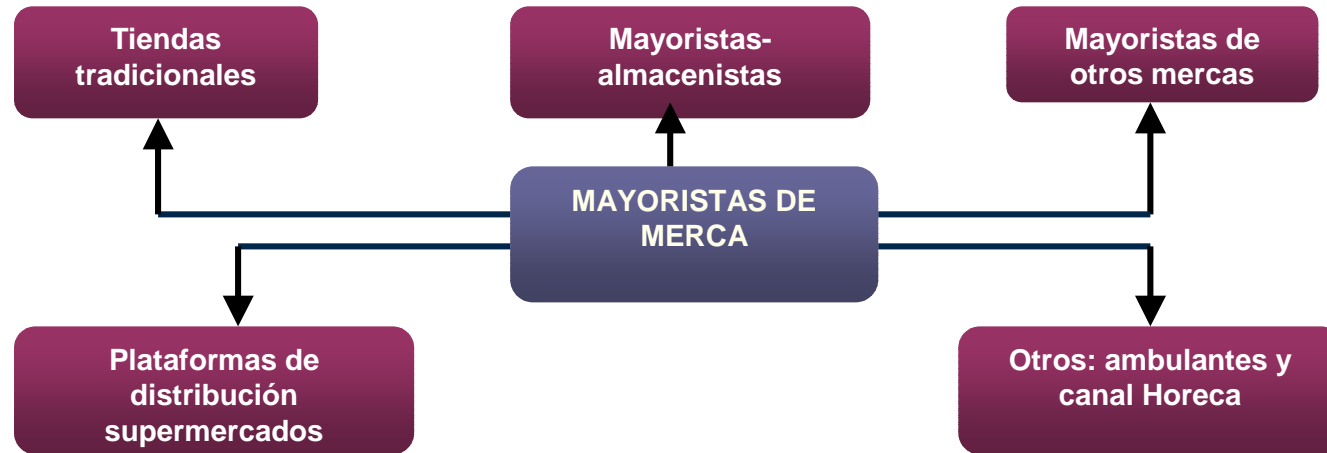 Tiendas
tradicionales
Mayoristas-
almacenistas
Mayoristas de
otros mercas
MAYORISTAS DE
MERCA
Plataformas de
distribución
supermercados
Otros: ambulantes y
canal Horeca